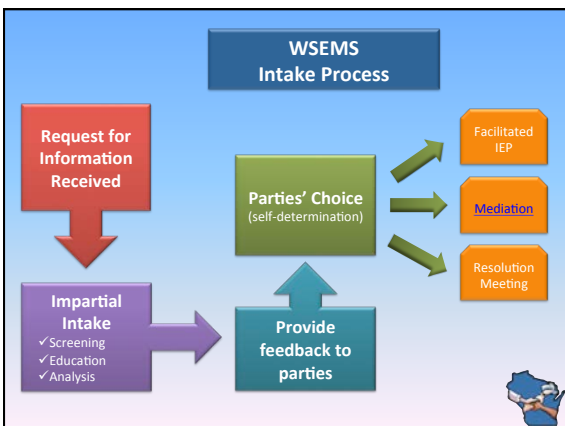 WSEMS
Intake Process
Request for
Information
Received
Impartial
Intake
✓Screening
✓Education
✓Analysis
Provide
feedback to
parties
Parties’ Choice
(self-determination)
Facilitated
IEP
Mediation
Resolution
Meeting